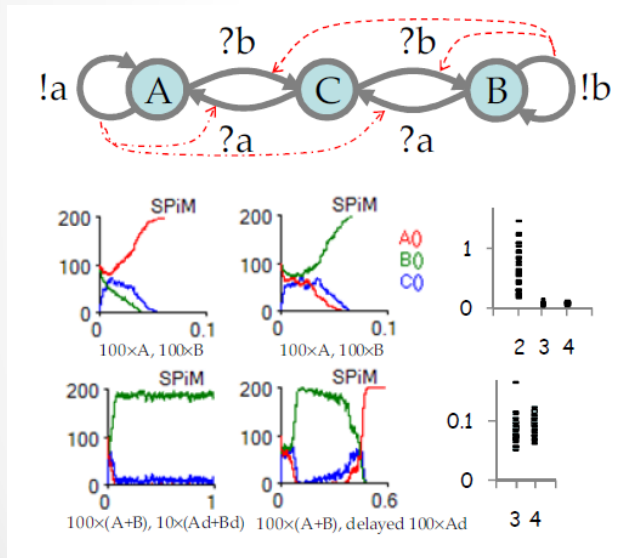 ?b ?b
!a A C B !b
?a ?a
SPiM SPiM
200 200
A()
100 100 B() 1
C()
0 0 0
0 0.1 0 0.1
100×A, 100×B 100×A, 100×B 2 3 4
SPiM SPiM
200 200
100 100 0.1
0 0 0
0 1 0 0.6
100×(A+B), 10×(Ad+Bd) 100×(A+B), delayed 100×Ad 3 4